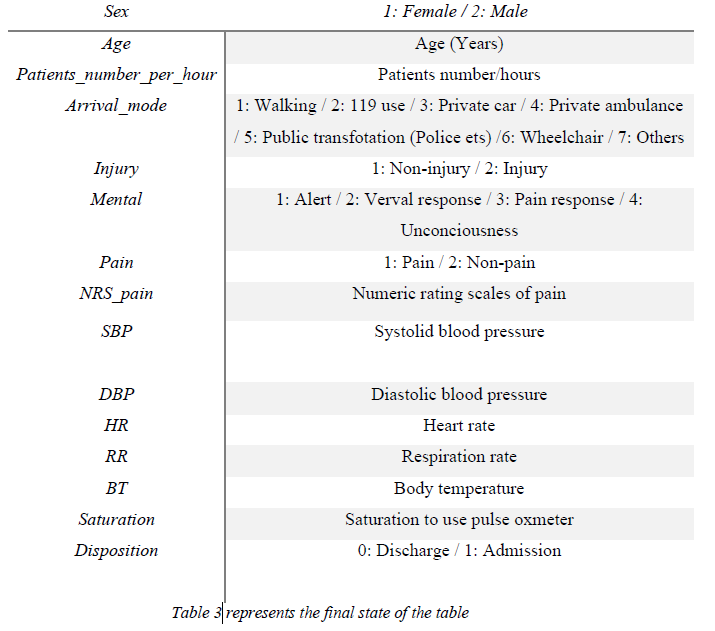 Sex 1: Female / 2: Male
Age Age (Years)
Patients_number_per_hour Patients number/hours
Arrival_mode 1: Walking / 2: 119 use / 3: Private car / 4: Private ambulance
/ 5: Public transfotation (Police ets) /6: Wheelchair / 7: Others
Injury 1: Non-injury / 2: Injury
Mental 1: Alert / 2: Verval response / 3: Pain response / 4:
Unconciousness
Pain 1: Pain / 2: Non-pain
NRS_pain Numeric rating scales of pain
SBP Systolid blood pressure
DBP Diastolic blood pressure
HR Heart rate
RR Respiration rate
BT Body temperature
Saturation Saturation to use pulse oxmeter
Disposition 0: Discharge / 1: Admission
Table 3 represents the final state of the table